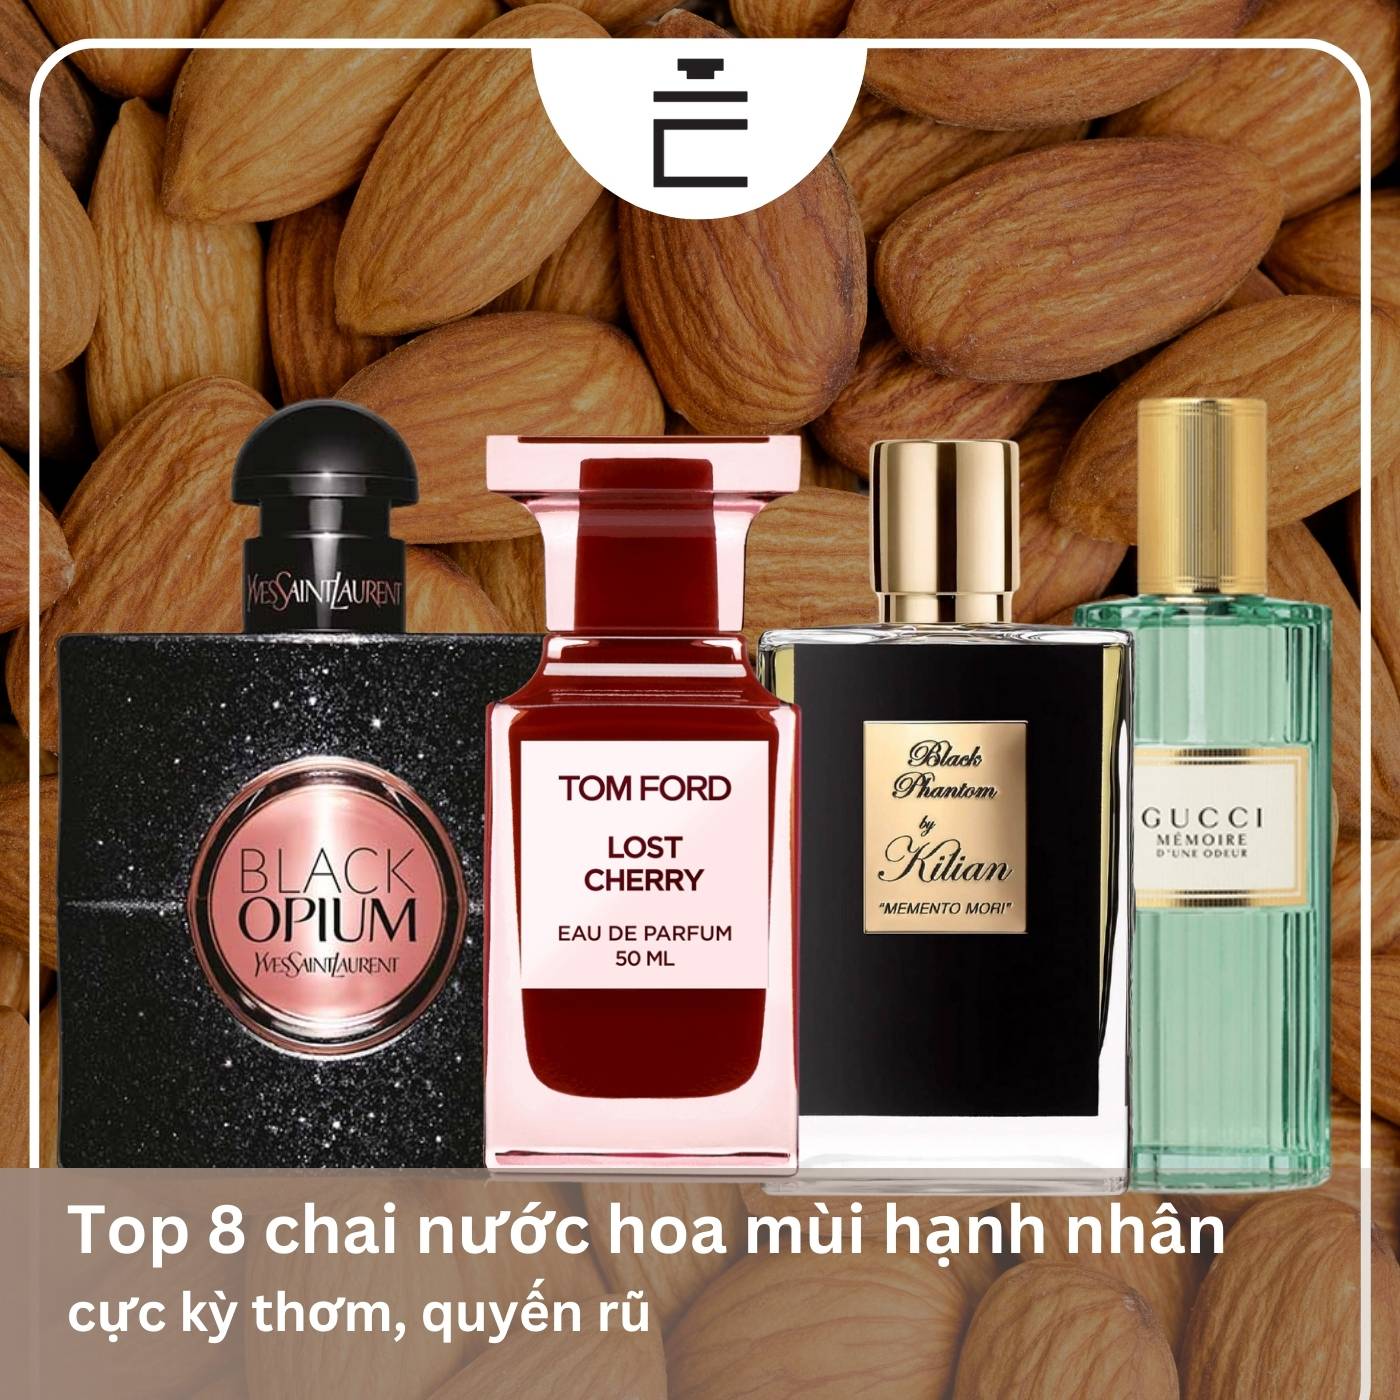 YVESSAINTLAURENT
BLACK
OPIUM
YVESSAINTLAURENT
TOM FORD
LOST
CHERRY
EAU DE PARFUM
50 ML
Black
Phantom
by
Kilian
"MEMENTO MORI"
GUCCI
MÉMOIRE
D'UNE ODEUR
Top 8 chai nước hoa mùi hạnh nhân
cực kỳ thơm, quyến rũ